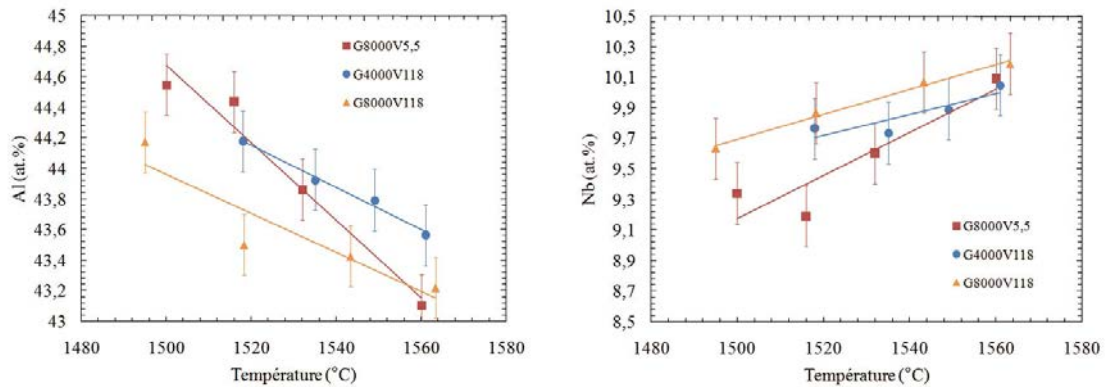 45
44,8
44,6
44,4
44,2
44
43,8
43,6
43,4
43,2
43
Al (at.%)
G8000V5,5
G4000V118
G8000V118
1480 1500 1520 1540 1560 1580
Température (°C)
10,5
10,3
10,1
9,9
9,7
9,5
9,3
9,1
8,9
8,7
8,5
Nb (at.%)
G8000V5,5
G4000V118
G8000V118
1480 1500 1520 1540 1560 1580
Température (°C)